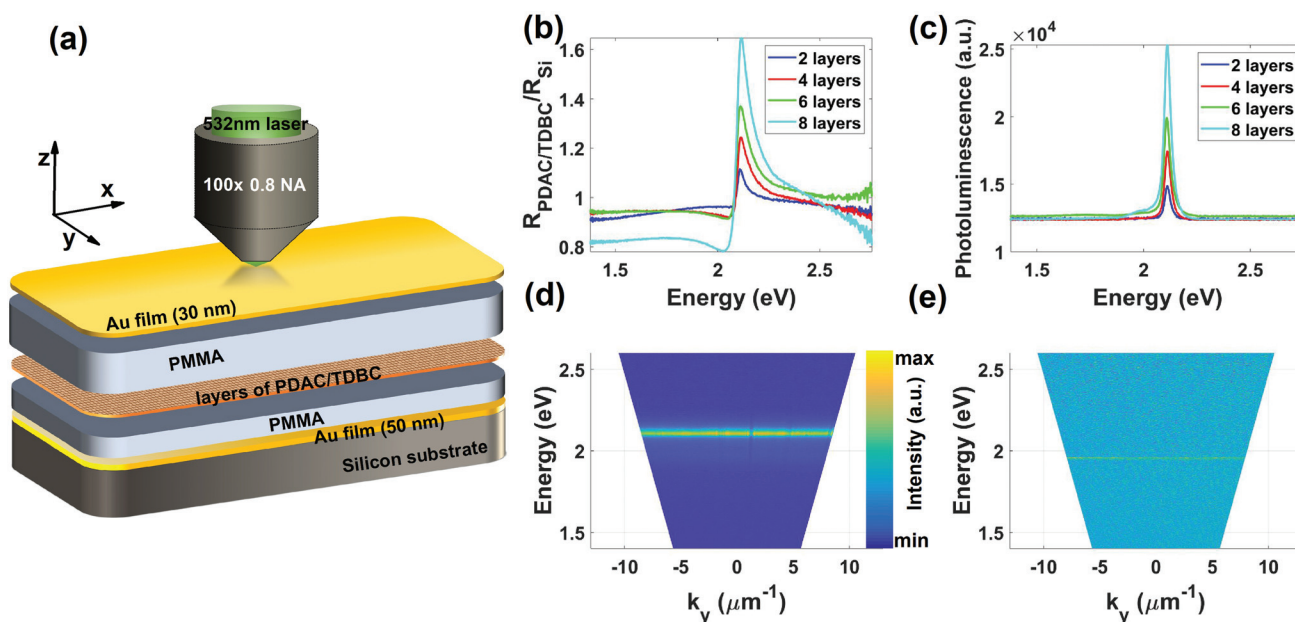 (a)
z
x
y
532nm laser
100x 0.8 NA
Au film (30 nm)
PMMA
layers of PDAC/TDBC
PMMA
Au film (50 nm)
Silicon substrate
(b)
R_PDAC/TDBC/R_Si
1.6
1.4
1.2
1
0.8
2 layers
4 layers
6 layers
8 layers
1.5 2 2.5
Energy (eV)
(c)
Photoluminescence (a.u.)
×10⁴
2.5
2
1.5
1
2 layers
4 layers
6 layers
8 layers
1.5 2 2.5
Energy (eV)
(d)
Energy (eV)
2.5
2
1.5
-10 -5 0 5 10
k_y (μm⁻¹)
max
Intensity (a.u.)
min
(e)
Energy (eV)
2.5
2
1.5
-10 -5 0 5 10
k_y (μm⁻¹)